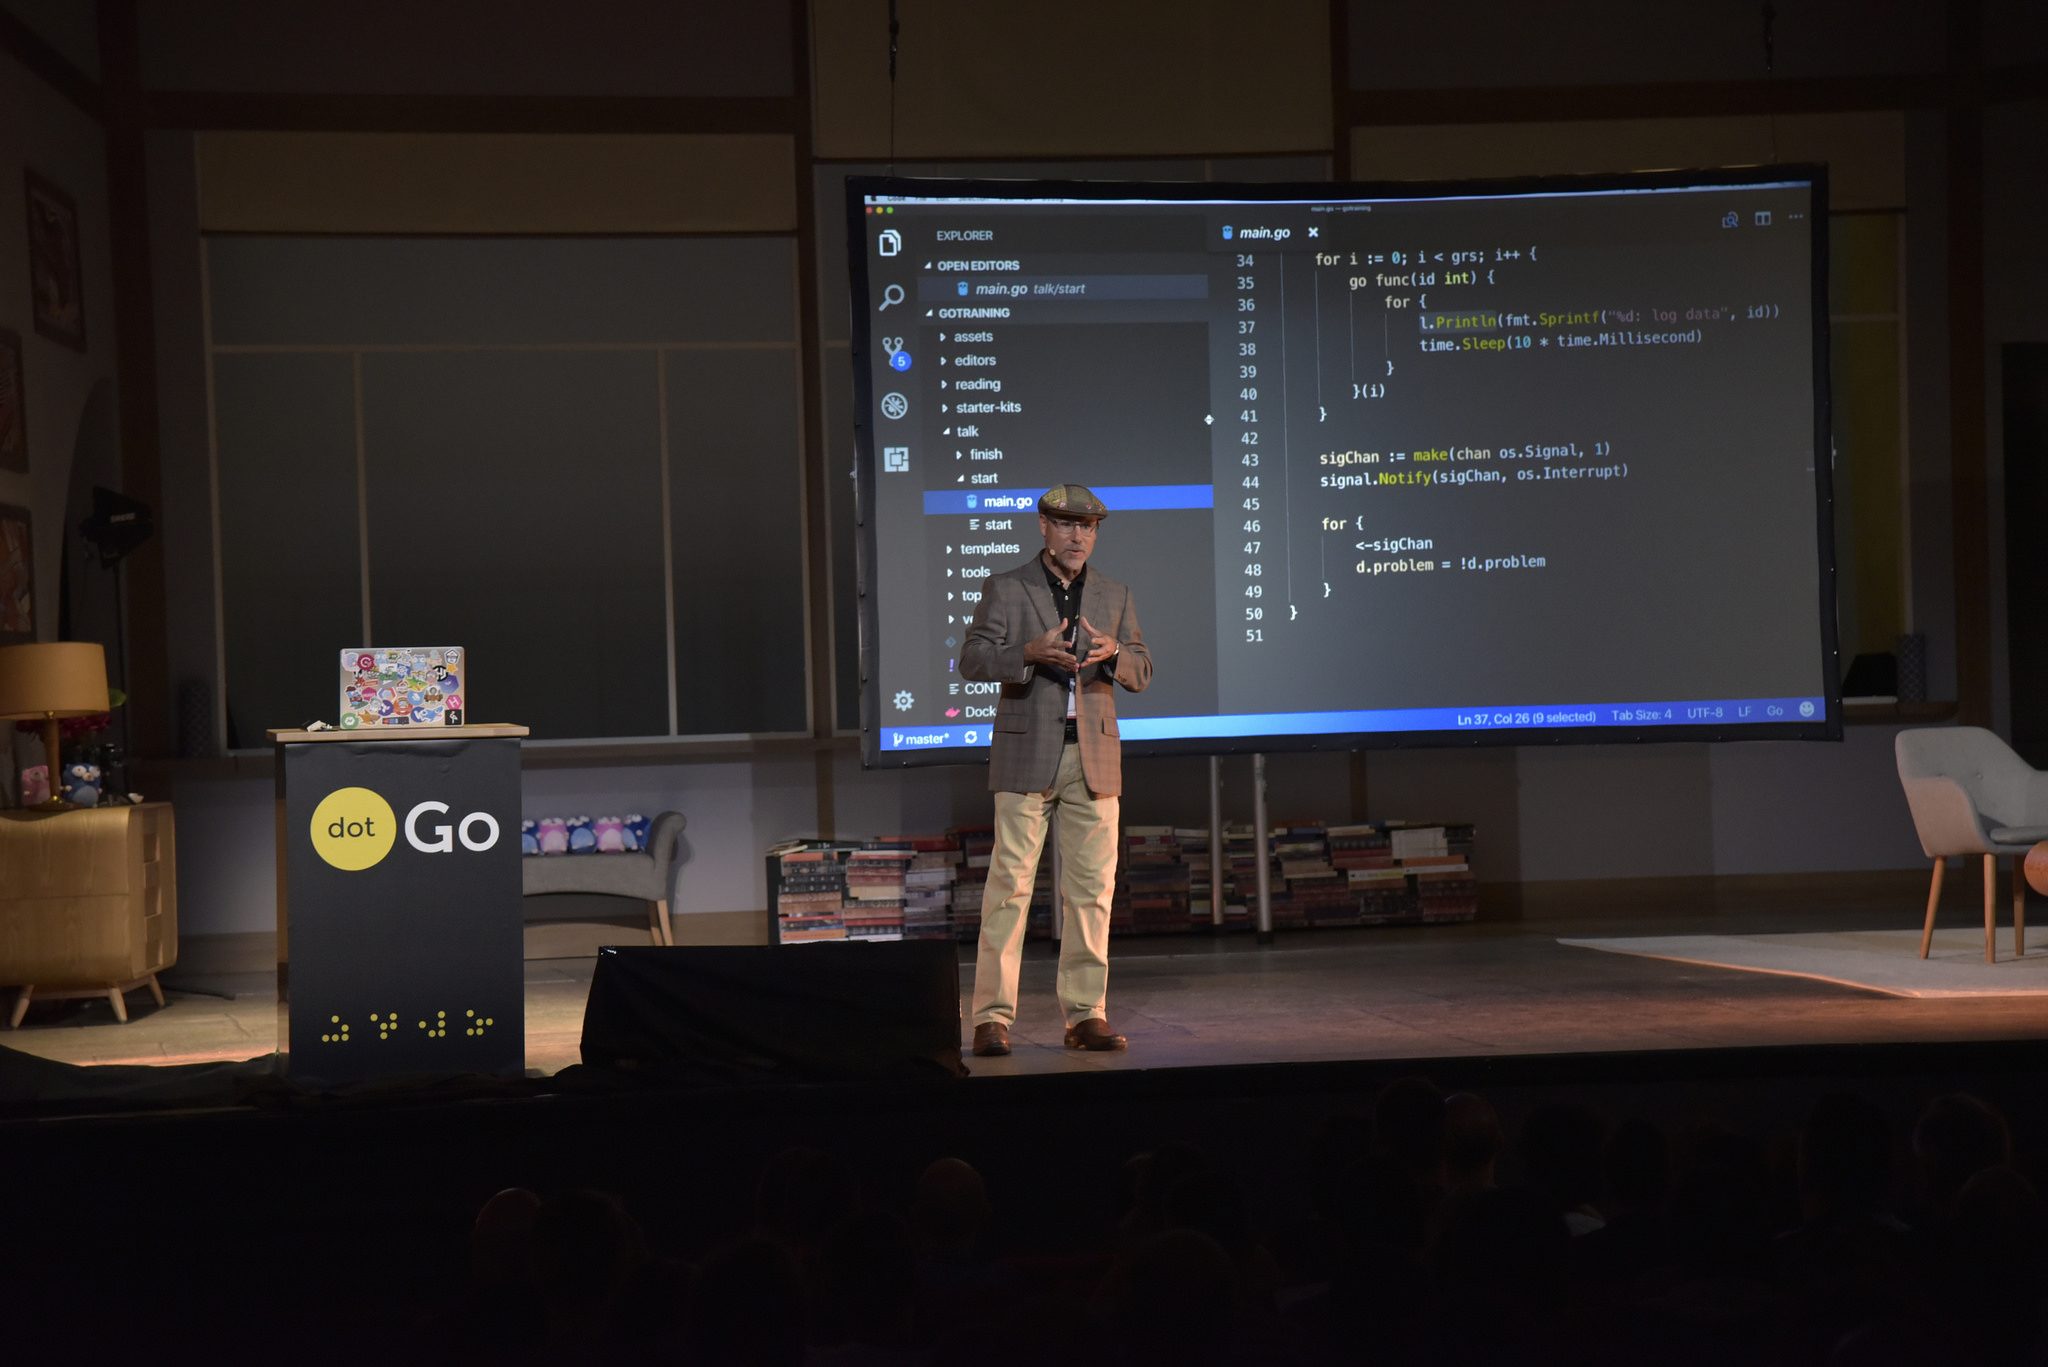 main.go — gotraining
EXPLORER
OPEN EDITORS
main.go talk/start
GOTRAINING
assets
editors
reading
starter-kits
talk
finish
start
main.go
start
templates
tools
CONT
Dock
master*
5
main.go
34 for i := 0; i < grs; i++ {
35 go func(id int) {
36 for {
37 l.Println(fmt.Sprintf("%d: log data", id))
38 time.Sleep(10 * time.Millisecond)
39 }
40 }(i)
41 }
42
43 sigChan := make(chan os.Signal, 1)
44 signal.Notify(sigChan, os.Interrupt)
45
46 for {
47 <-sigChan
48 d.problem = !d.problem
49 }
50 }
51
Ln 37, Col 26 (9 selected) Tab Size: 4 UTF-8 LF Go
dot Go